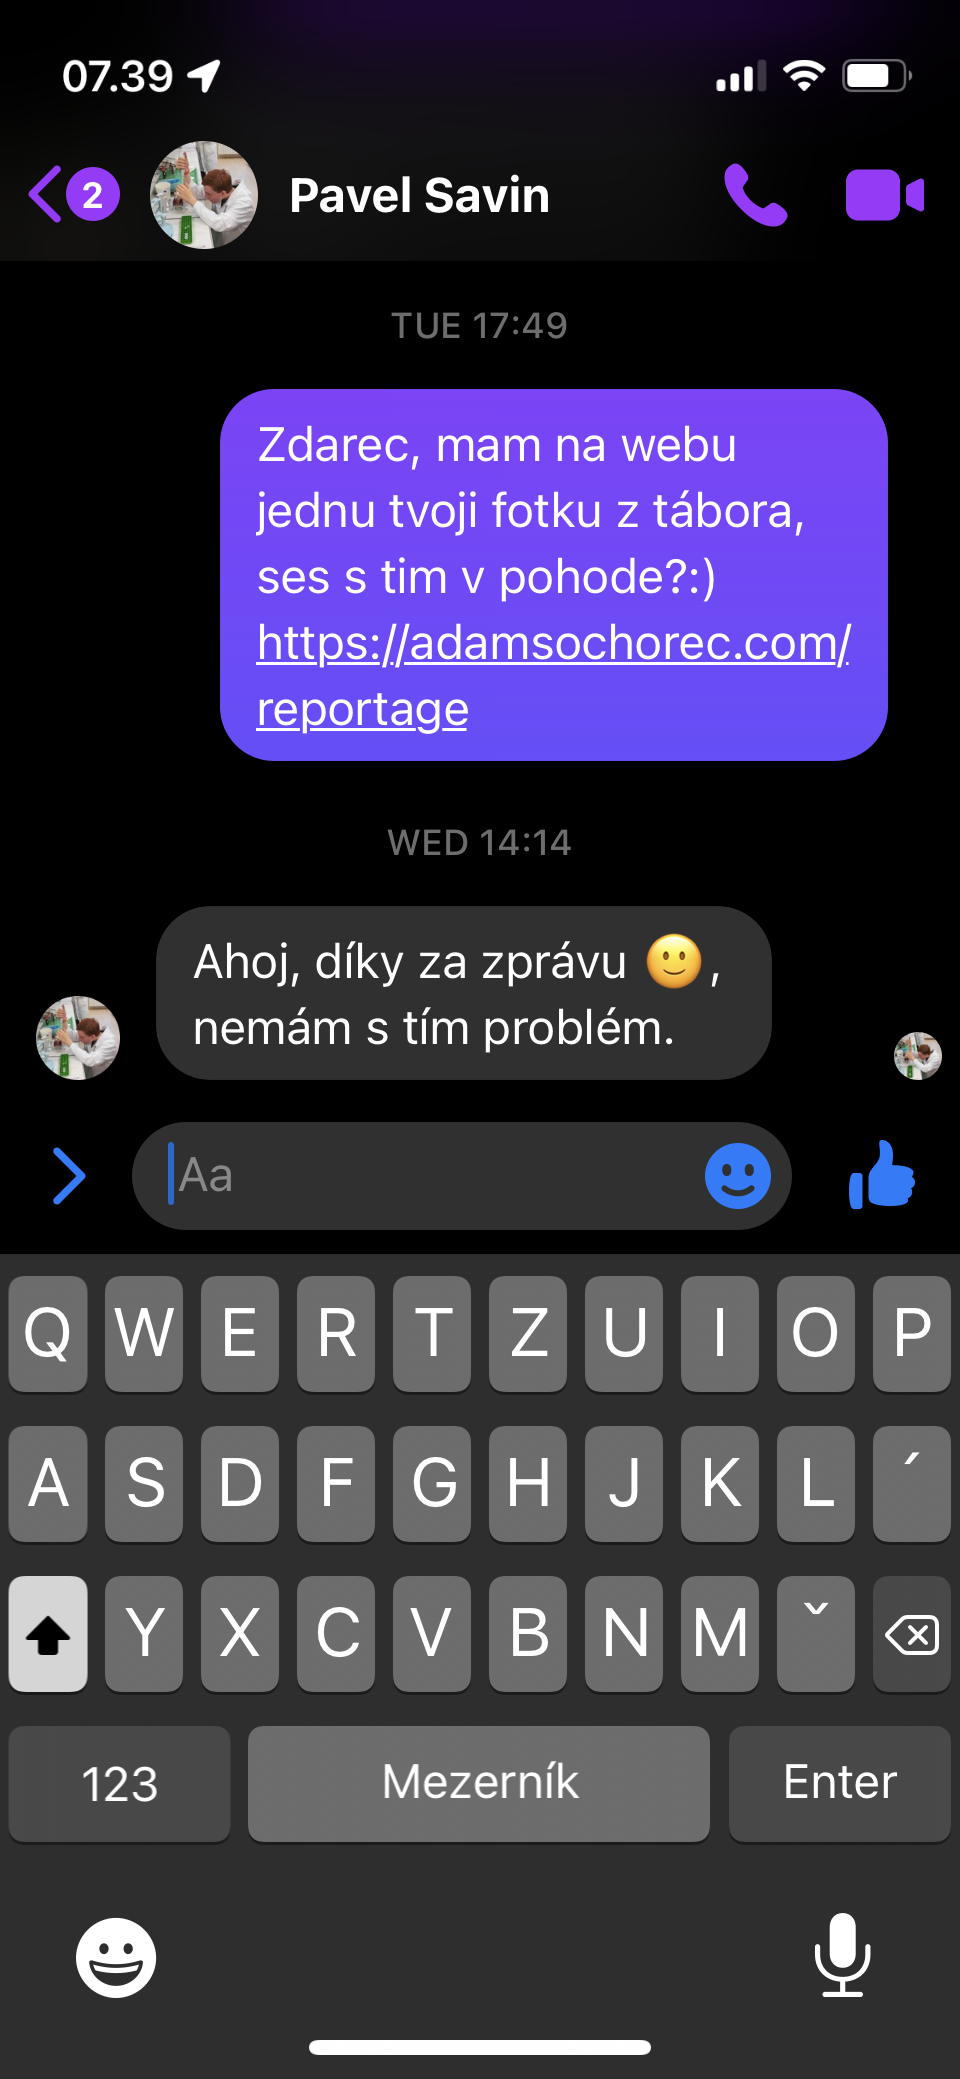 07.39
2
Pavel Savin
TUE 17:49
Zdarec, mam na webu
jednu tvoji fotku z tábora,
ses s tim v pohode?:)
https://adamsochorec.com/
reportage
WED 14:14
Ahoj, díky za zprávu 🙂,
nemám s tím problém.
Aa
Q W E R T Z U I O P
A S D F G H J K L ´
Y X C V B N M ˇ
123 Mezerník Enter